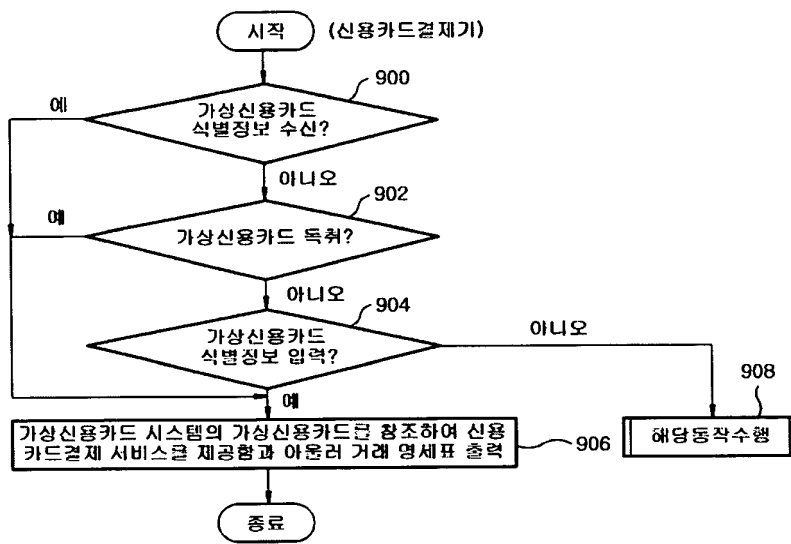 시작 (신용카드결제기)
900
예
가상신용카드
식별정보 수신?
아니오
902
예
가상신용카드 독취?
아니오
904
가상신용카드
식별정보 입력?
아니오
예
908
가상신용카드 시스템의 가상신용카드를 참조하여 신용
카드결제 서비스를 제공함과 아울러 거래 명세표 출력
906
해당동작수행
종료